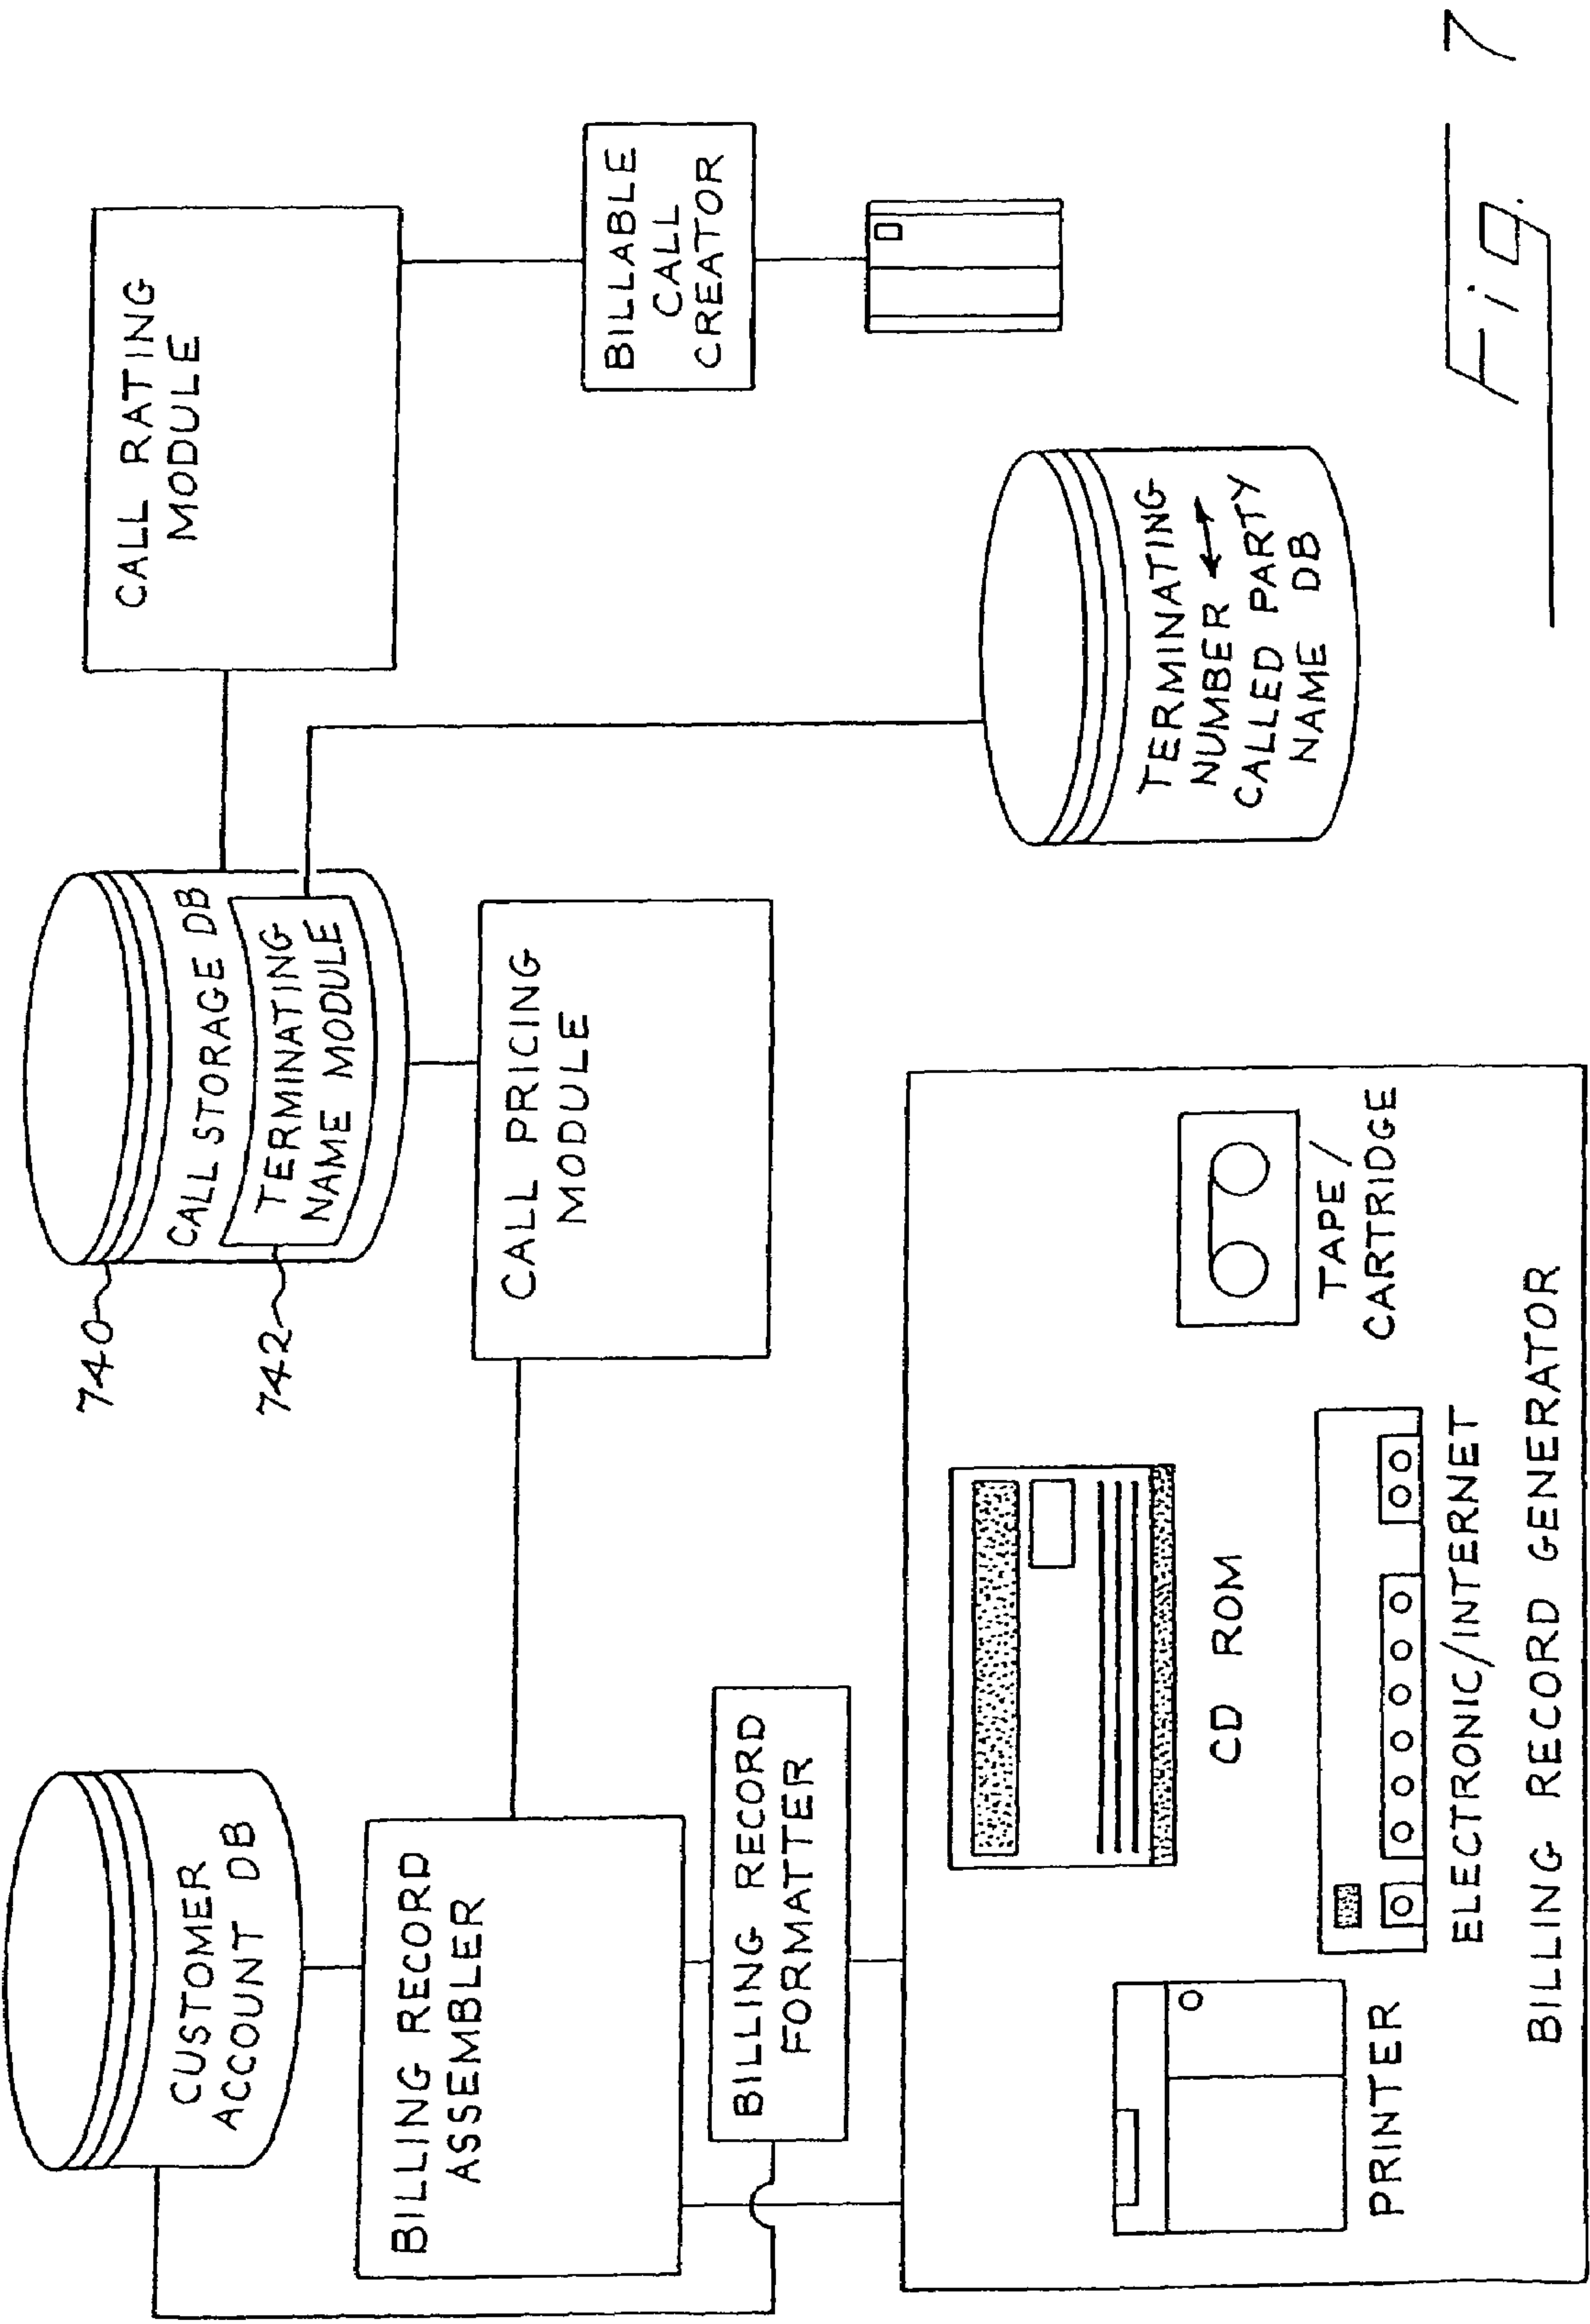 CUSTOMER
ACCOUNT DB
BILLING RECORD
ASSEMBLER
BILLING RECORD
FORMATTER
740
742
CALL STORAGE DB
TERMINATING
NAME MODULE
CALL PRICING
MODULE
CALL RATING
MODULE
BILLABLE
CALL
CREATOR
TERMINATING
NUMBER ↔
CALLED PARTY
NAME DB
PRINTER
CD ROM
ELECTRONIC/INTERNET
TAPE/
CARTRIDGE
BILLING RECORD GENERATOR
Fig. 7